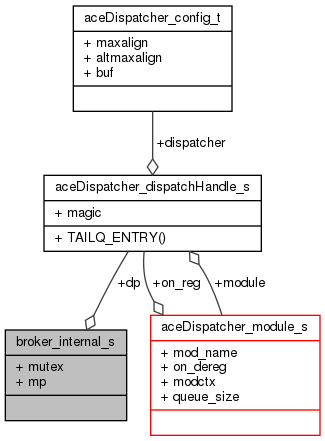 aceDispatcher_config_t
+ maxalign
+ altmaxalign
+ buf
+dispatcher
aceDispatcher_dispatchHandle_s
+ magic
+ TAILQ_ENTRY()
+dp
+on_reg
+module
broker_internal_s
+ mutex
+ mp
aceDispatcher_module_s
+ mod_name
+ on_dereg
+ modctx
+ queue_size